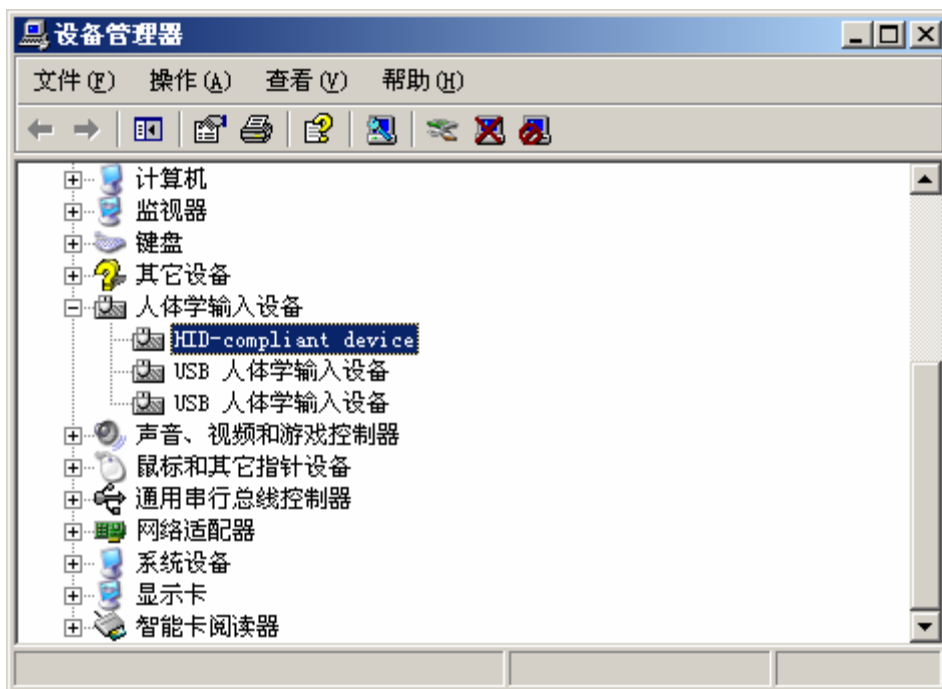 设备管理器
文件(F) 操作(A) 查看(V) 帮助(H)
计算机
监视器
键盘
其它设备
人体学输入设备
HID-compliant device
USB 人体学输入设备
USB 人体学输入设备
声音、视频和游戏控制器
鼠标和其它指针设备
通用串行总线控制器
网络适配器
系统设备
显示卡
智能卡阅读器